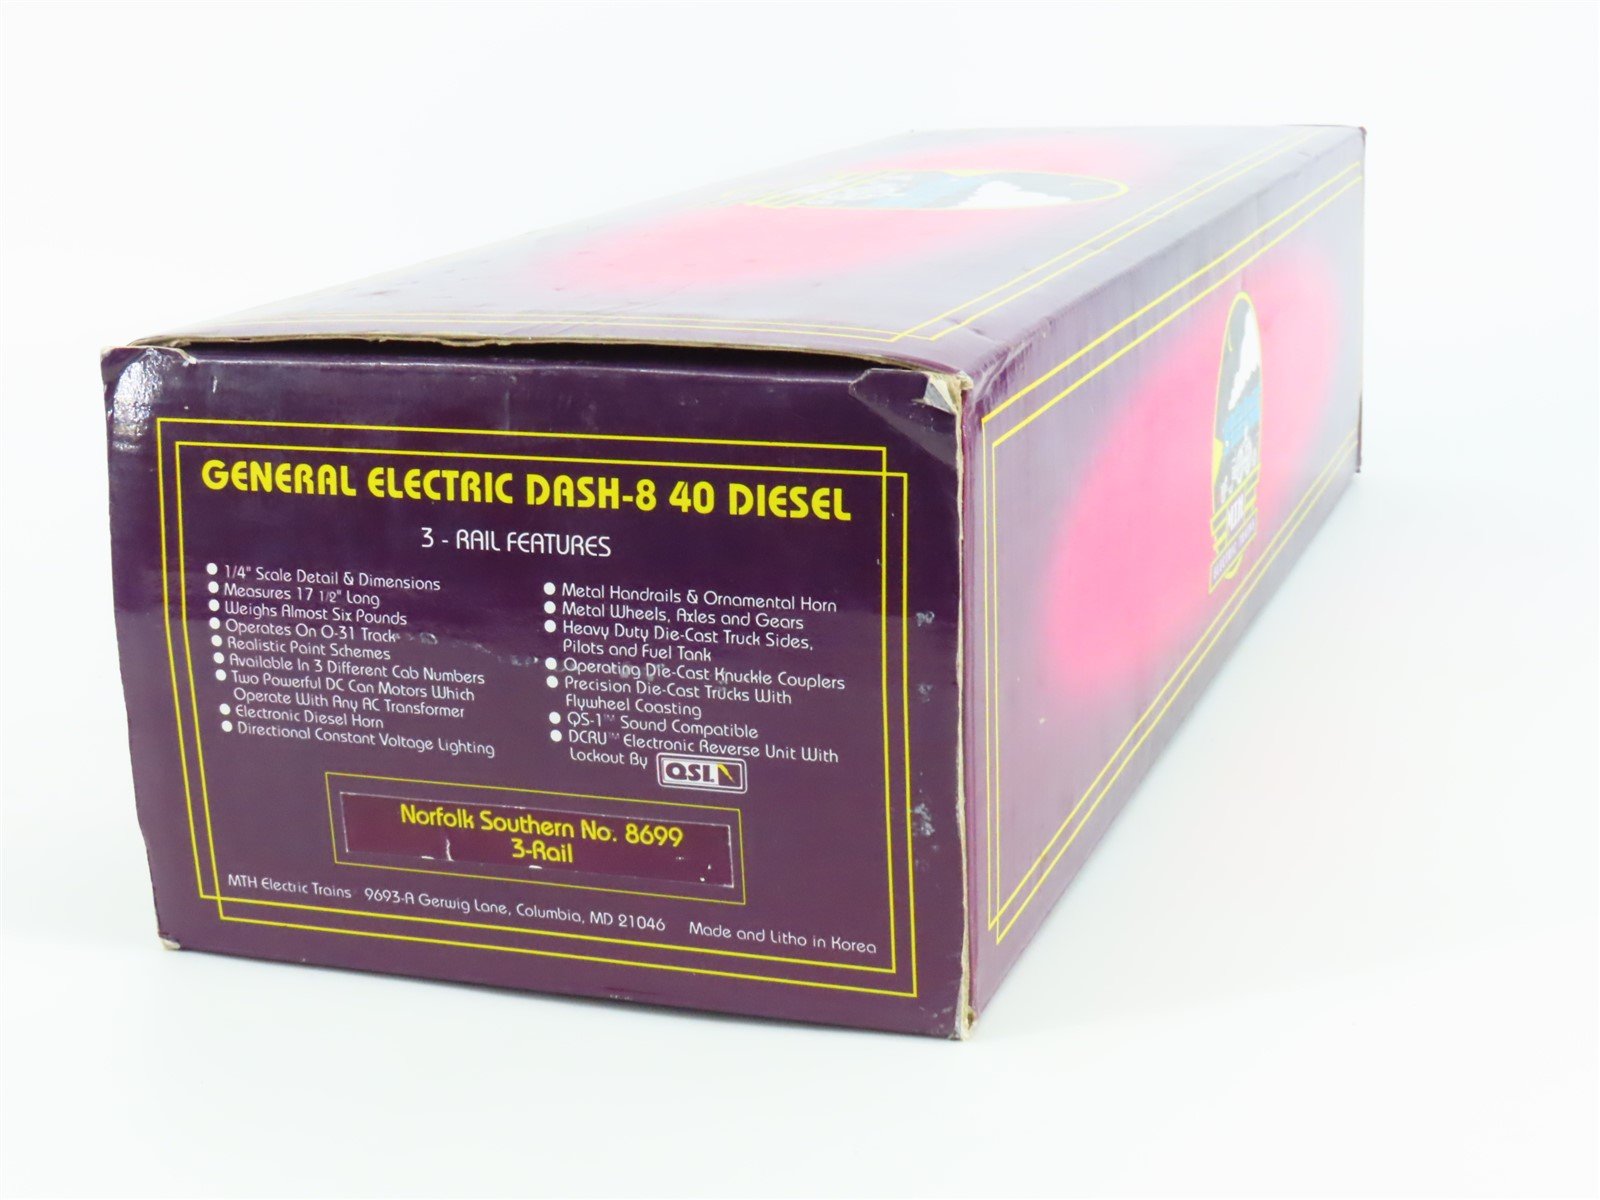 GENERAL ELECTRIC DASH-8 40 DIESEL
3 - RAIL FEATURES
1/4" Scale Detail & Dimensions
Measures 17 1/2" Long
Weighs Almost Six Pounds
Operates On O-31 Track
Realistic Paint Schemes
Available In 3 Different Cab Numbers
Two Powerful DC Can Motors Which
Operate With Any AC Transformer
Electronic Diesel Horn
Directional Constant Voltage Lighting
Metal Handrails & Ornamental Horn
Metal Wheels, Axles and Gears
Heavy Duty Die-Cast Truck Sides,
Pilots and Fuel Tank
Operating Die-Cast Knuckle Couplers
Precision Die-Cast Trucks With
Flywheel Coasting
QS-1™ Sound Compatible
DCRU™ Electronic Reverse Unit With
Lockout By QSI
Norfolk Southern No. 8699
3-Rail
MTH Electric Trains 9693-A Gerwig Lane, Columbia, MD 21046 Made and Litho in Korea
MTH
ELECTRIC TRAINS